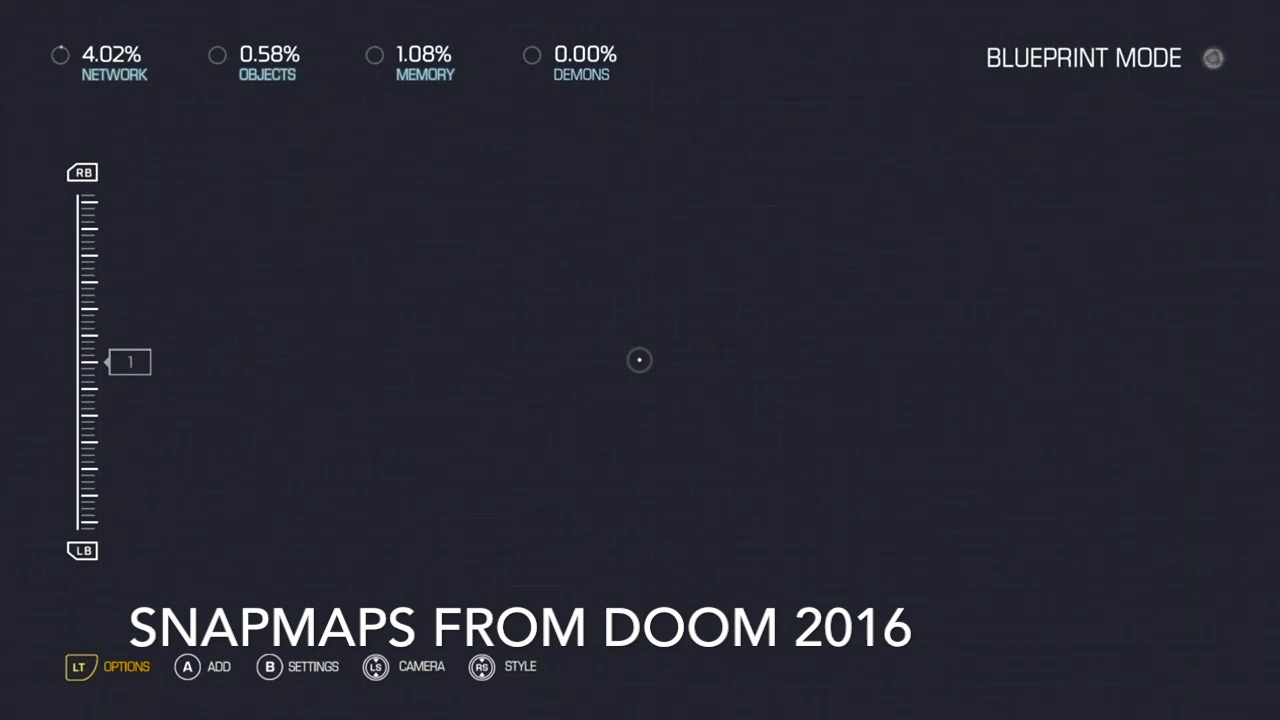 4.02% 0.58% 1.08% 0.00%
NETWORK OBJECTS MEMORY DEMONS
BLUEPRINT MODE
RB
1
LB
SNAPMAPS FROM DOOM 2016
LT OPTIONS A ADD B SETTINGS LS CAMERA RS STYLE